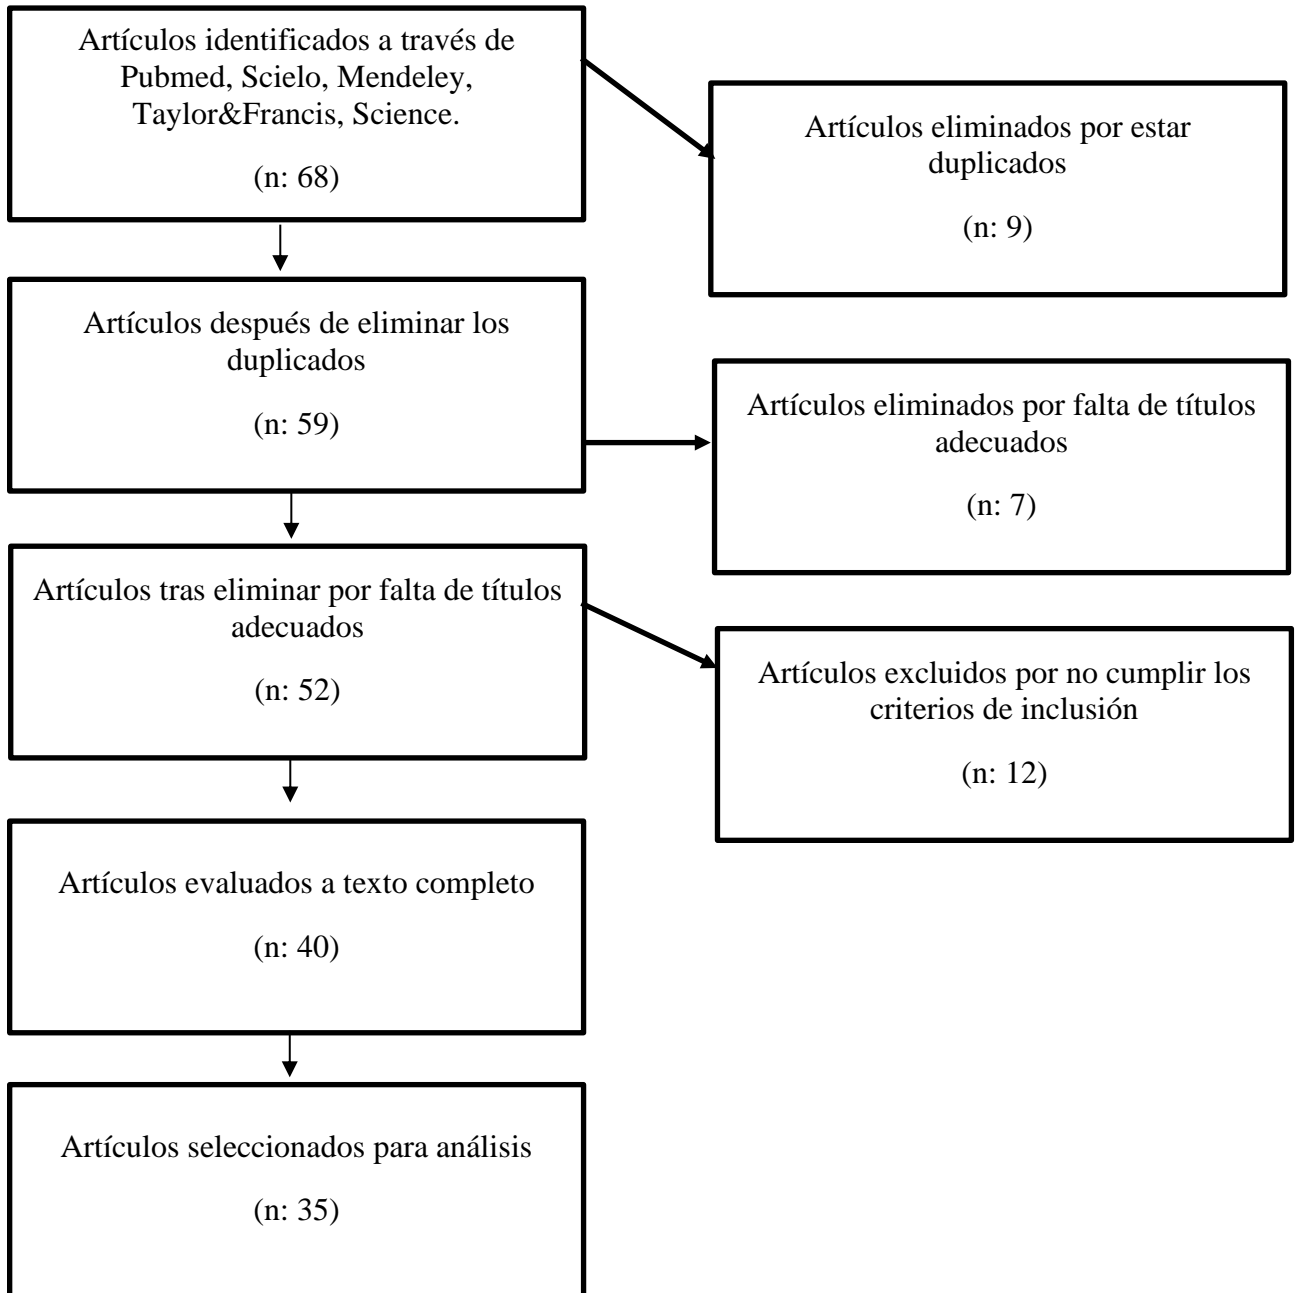 Artículos identificados a través de
Pubmed, Scielo, Mendeley,
Taylor&Francis, Science.
(n: 68)
Artículos eliminados por estar
duplicados
(n: 9)
Artículos después de eliminar los
duplicados
(n: 59)
Artículos eliminados por falta de títulos
adecuados
(n: 7)
Artículos tras eliminar por falta de títulos
adecuados
(n: 52)
Artículos excluidos por no cumplir los
criterios de inclusión
(n: 12)
Artículos evaluados a texto completo
(n: 40)
Artículos seleccionados para análisis
(n: 35)